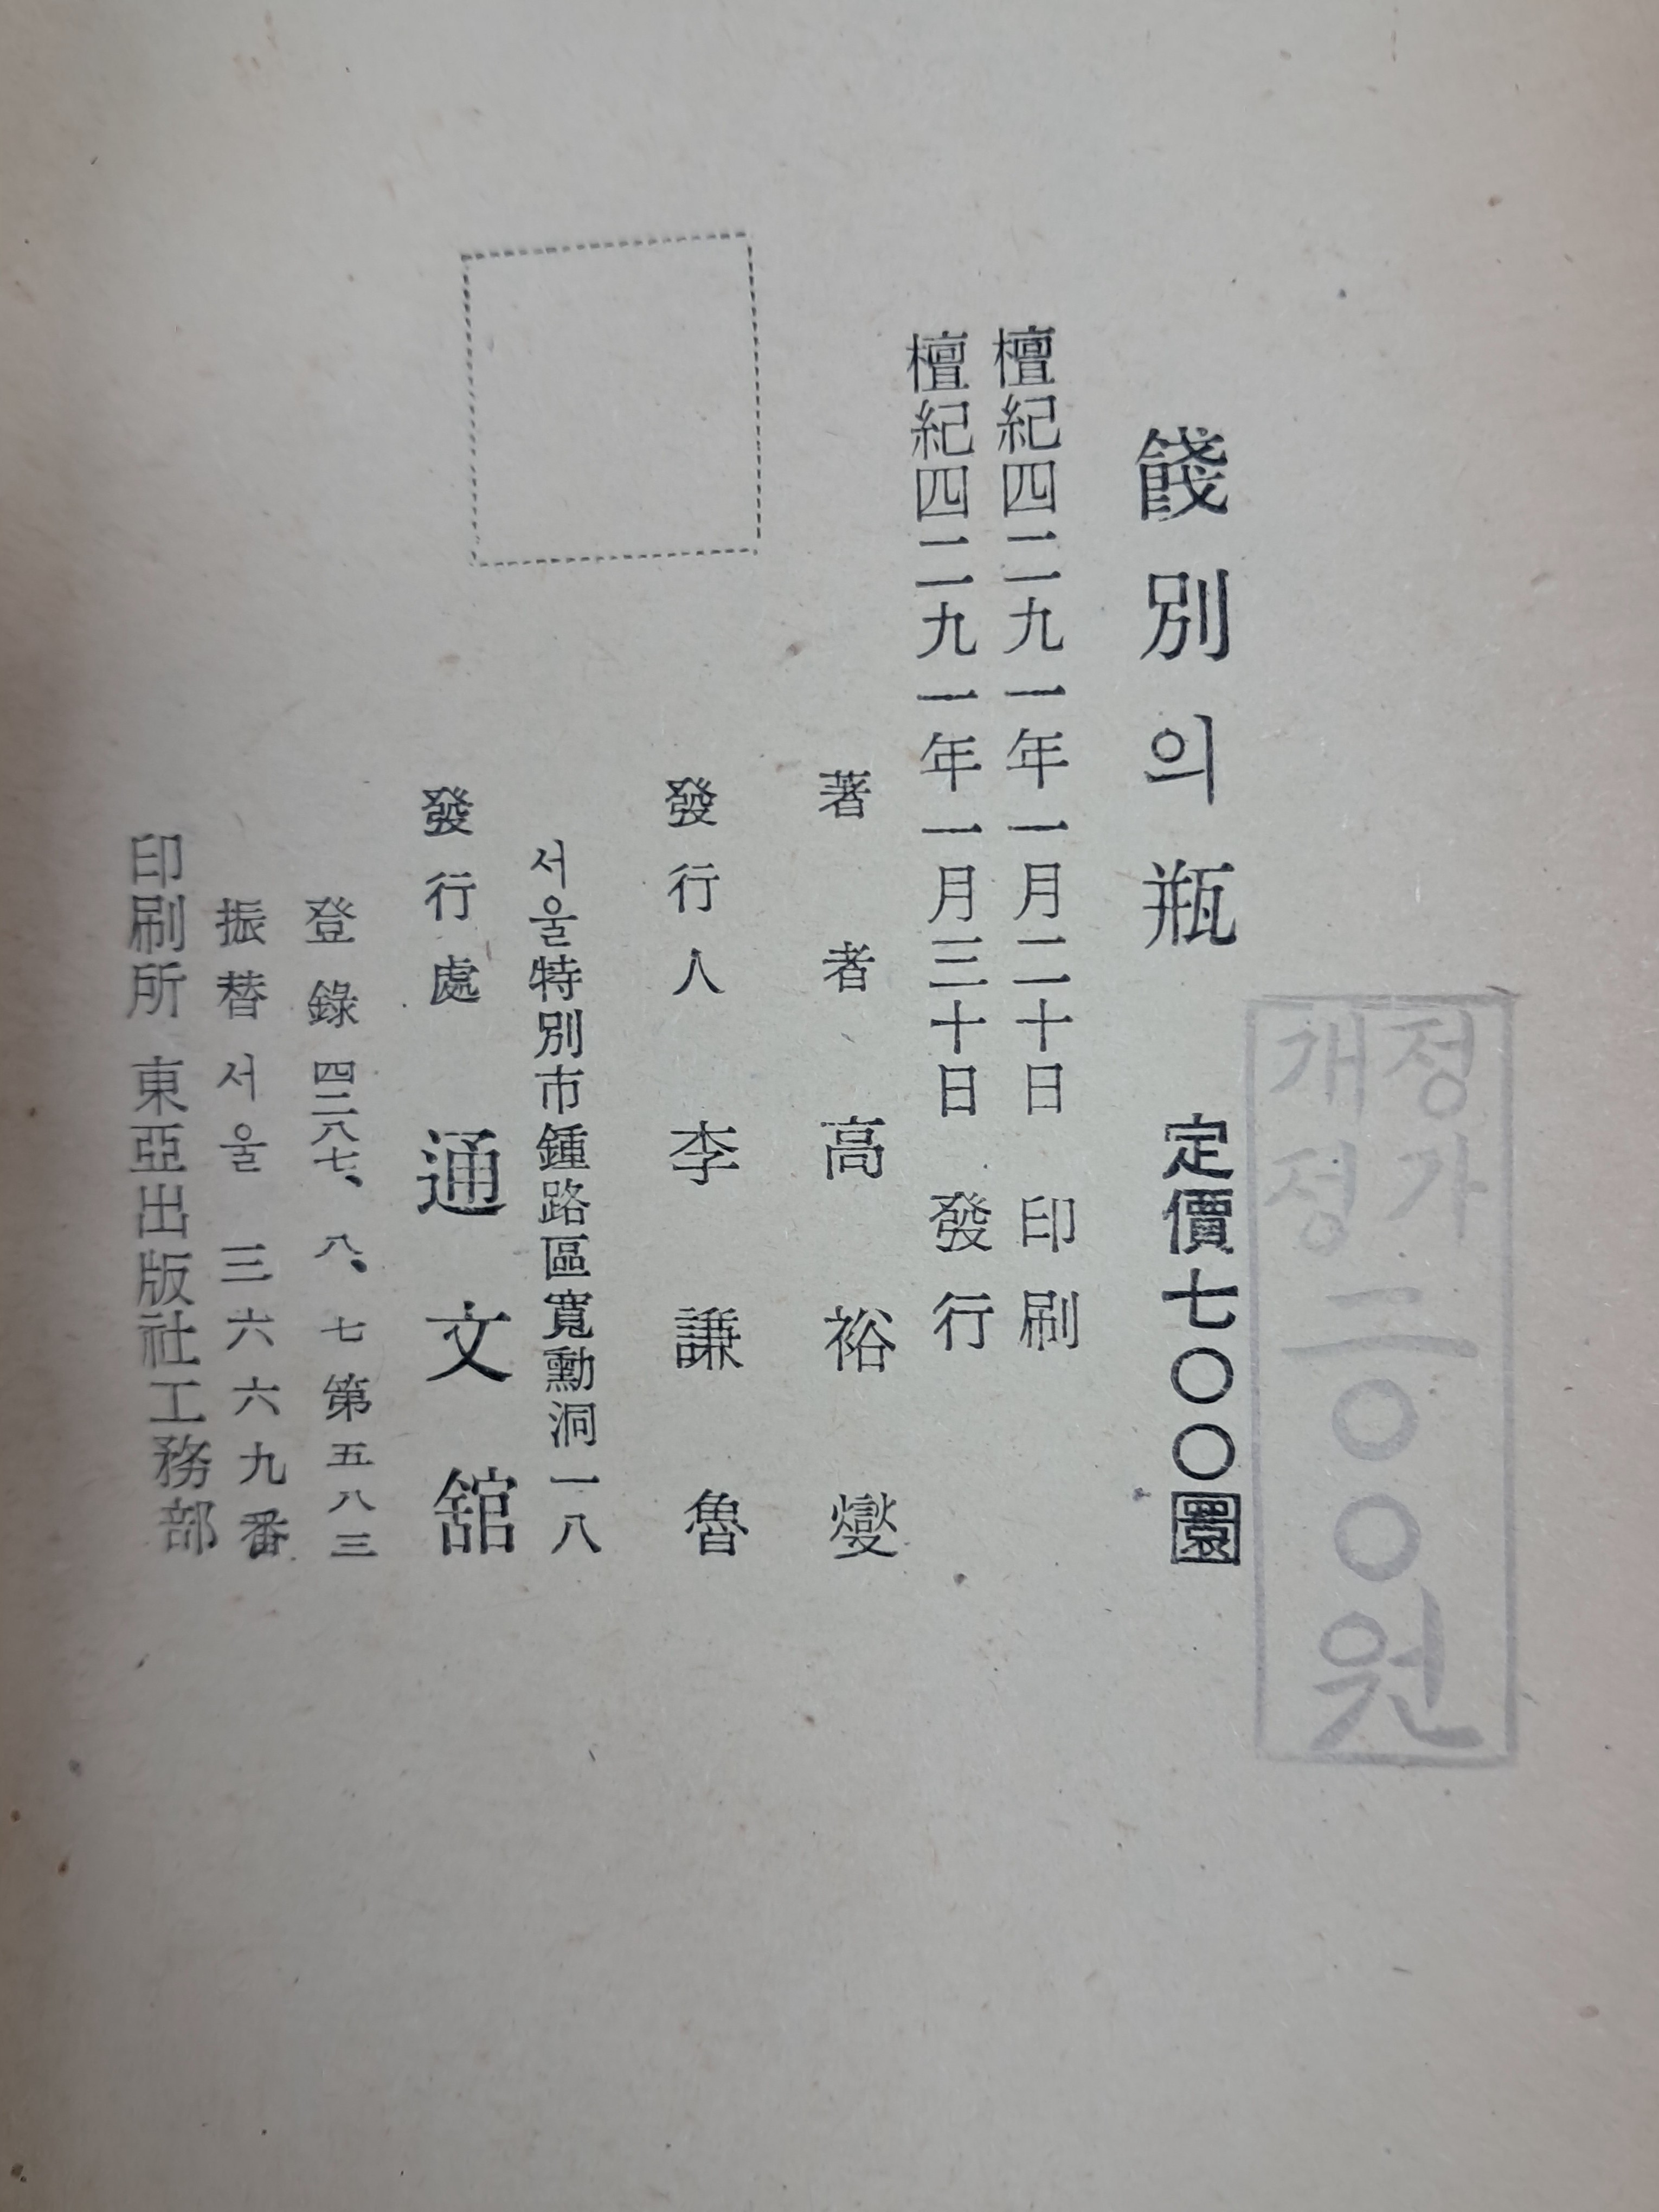 정가
개정 二〇〇원
餞別의甁 定價七〇〇圜
檀紀四二九一年一月二十日 印刷
檀紀四二九一年一月三十日 發行
著者 高裕燮
發行人 李謙魯
서울特別市鍾路區寬勳洞一八
發行處 通文舘
登錄 四二八七、八、七 第五八三
振替 서울 三六六九番
印刷所 東亞出版社工務部